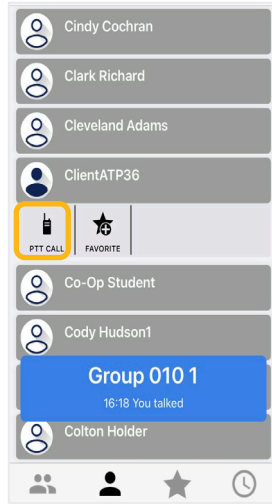 Cindy Cochran
Clark Richard
Cleveland Adams
ClientATP36
PTT CALL
FAVORITE
Co-Op Student
Cody Hudson1
Group 010 1
16:18 You talked
Colton Holder